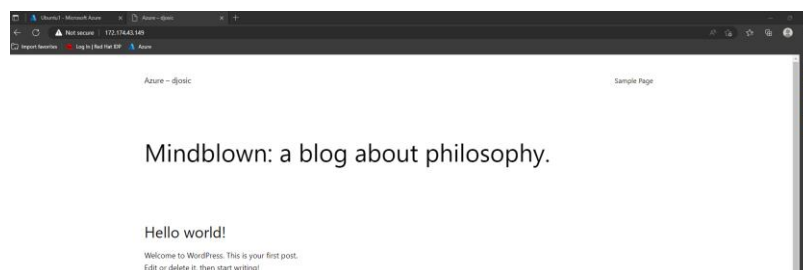 Ubuntu1 - Microsoft Azure
Azure – djosic
Not secure | 172.174.43.149
Import favorites
Log In | Red Hat IDP
Azure
Azure – djosic
Sample Page
Mindblown: a blog about philosophy.
Hello world!
Welcome to WordPress. This is your first post.
Edit or delete it, then start writing!